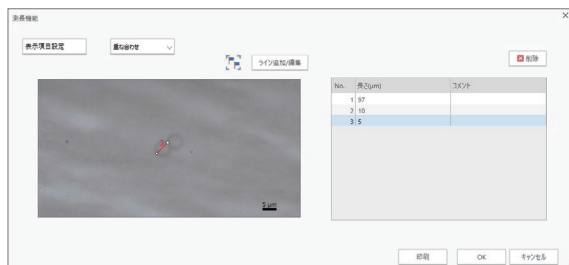 測長機能
表示項目設定
重ね合わせ
ライン追加/編集
削除
No. 長さ(μm) コメント
1 97
2 10
3 5
3
5 μm
印刷 OK キャンセル